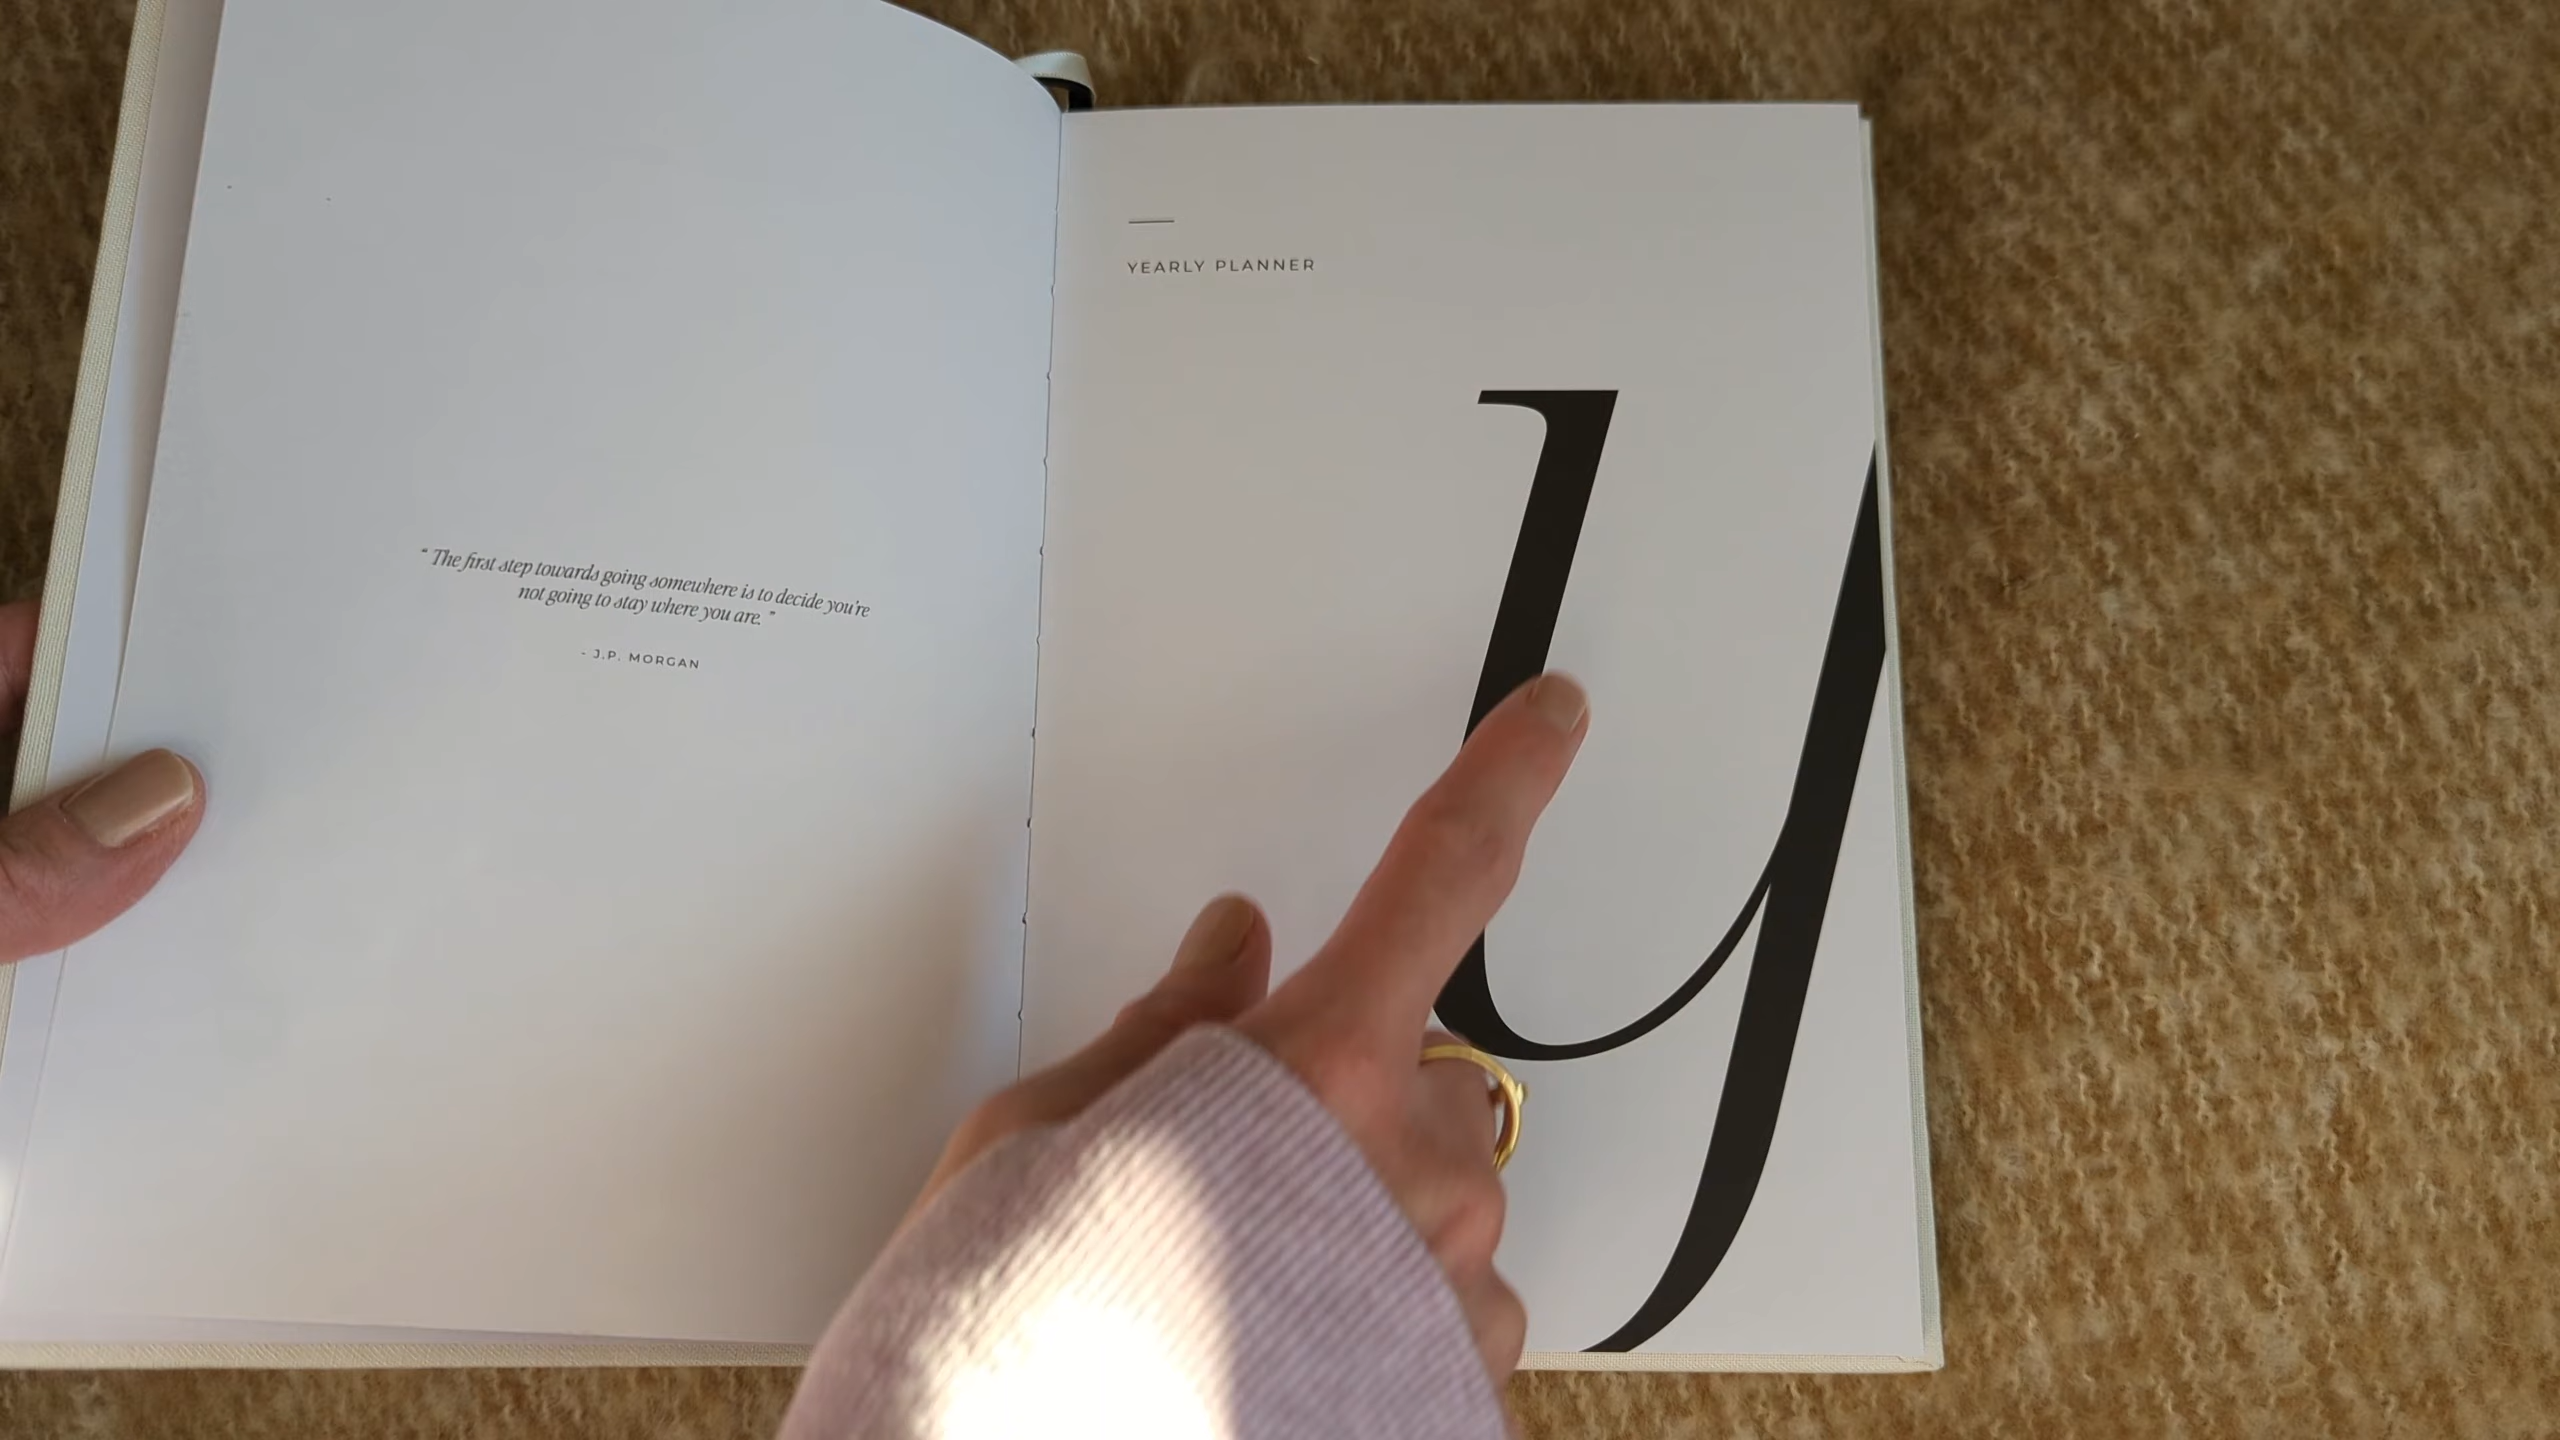 “ The first step towards going somewhere is to decide you're
not going to stay where you are. ”
- J.P. MORGAN
YEARLY PLANNER
y